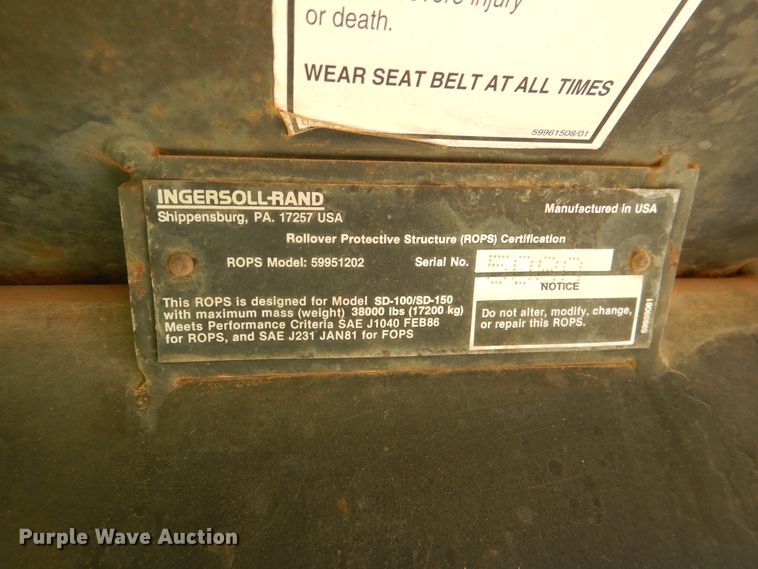 injury
or death.
WEAR SEAT BELT AT ALL TIMES
59961508/01
INGERSOLL-RAND
Shippensburg, PA. 17257 USA
Manufactured in USA
Rollover Protective Structure (ROPS) Certification
ROPS Model: 59951202
Serial No.
NOTICE
This ROPS is designed for Model SD-100/SD-150
with maximum mass (weight) 38000 lbs (17200 kg)
Meets Performance Criteria SAE J1040 FEB86
for ROPS, and SAE J231 JAN81 for FOPS
Do not alter, modify, change,
or repair this ROPS.
59989061
Purple Wave Auction